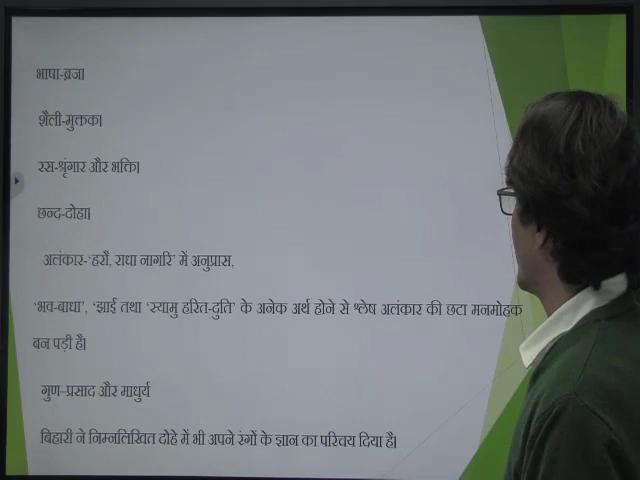 भाषा-ब्रज।
शैली-मुक्तक।
रस-श्रृंगार और भक्ति।
छन्द-दोहा।
अलंकार-‘हरौं, राधा नागरि’ में अनुप्रास,
‘भव-बाधा’, ‘झाई तथा ‘स्यामु हरित-दुति’ के अनेक अर्थ होने से श्लेष अलंकार की छटा मनमोहक
बन पड़ी है।
गुण–प्रसाद और माधुर्य
बिहारी ने निम्नलिखित दोहे में भी अपने रंगों के ज्ञान का परिचय दिया है।